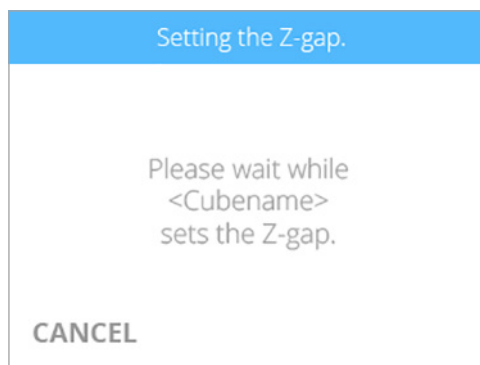 Setting the Z-gap.
Please wait while
<Cubename>
sets the Z-gap.
CANCEL